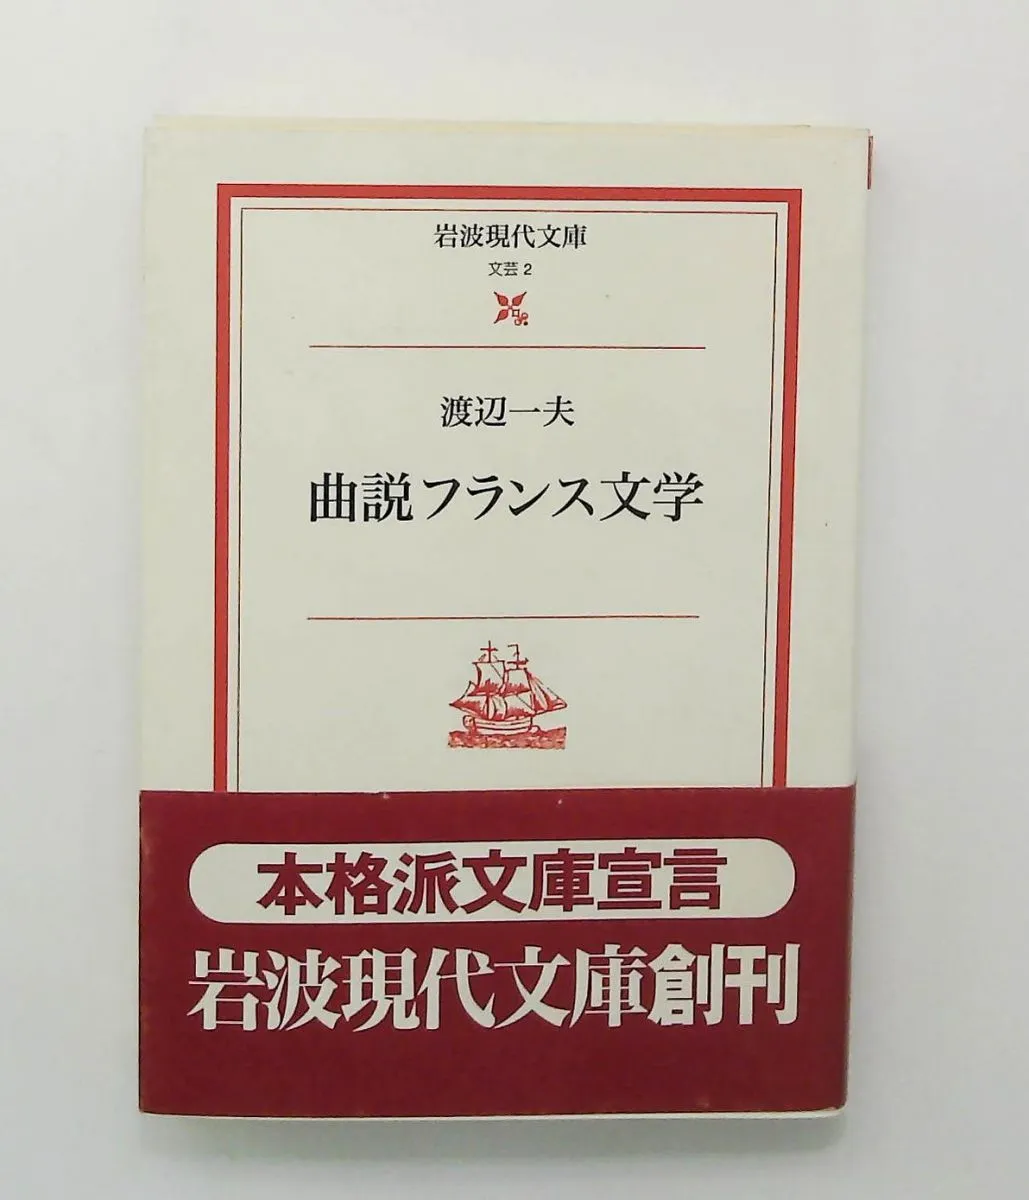 岩波現代文庫
文芸 2
渡辺一夫
曲説フランス文学
本格派文庫宣言
岩波現代文庫創刊